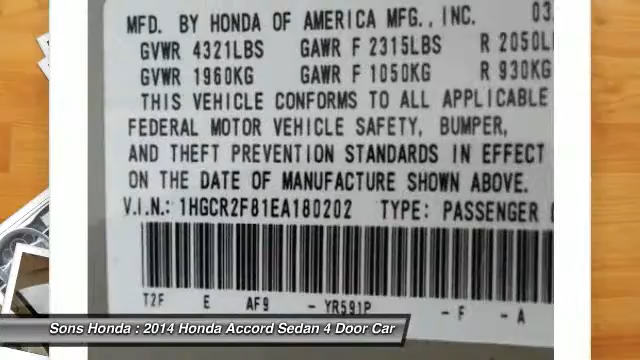 MFD. BY HONDA OF AMERICA MFG., INC. 03
GVWR 4321LBS GAWR F 2315LBS R 2050L
GVWR 1960KG GAWR F 1050KG R 930KG
THIS VEHICLE CONFORMS TO ALL APPLICABLE
FEDERAL MOTOR VEHICLE SAFETY, BUMPER,
AND THEFT PREVENTION STANDARDS IN EFFECT
ON THE DATE OF MANUFACTURE SHOWN ABOVE.
V.I.N.: 1HGCR2F81EA180202 TYPE: PASSENGER
T2F E AF9 - YR591P - F - A
Sons Honda : 2014 Honda Accord Sedan 4 Door Car